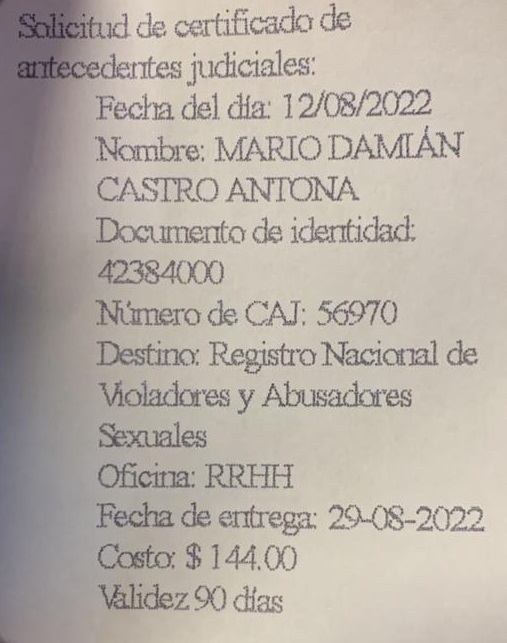 Solicitud de certificado de
antecedentes judiciales:
Fecha del día: 12/08/2022
Nombre: MARIO DAMIÁN
CASTRO ANTONA
Documento de identidad:
42384000
Número de CAJ: 56970
Destino: Registro Nacional de
Violadores y Abusadores
Sexuales
Oficina: RRHH
Fecha de entrega: 29-08-2022
Costo: $ 144.00
Validez 90 días